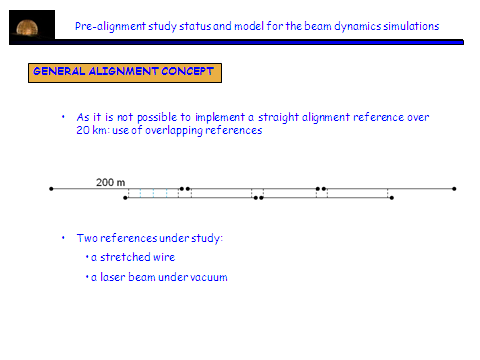 Pre-alignment study status and model for the beam dynamics simulations
GENERAL ALIGNMENT CONCEPT
• As it is not possible to implement a straight alignment reference over
20 km: use of overlapping references
200 m
• Two references under study:
• a stretched wire
• a laser beam under vacuum